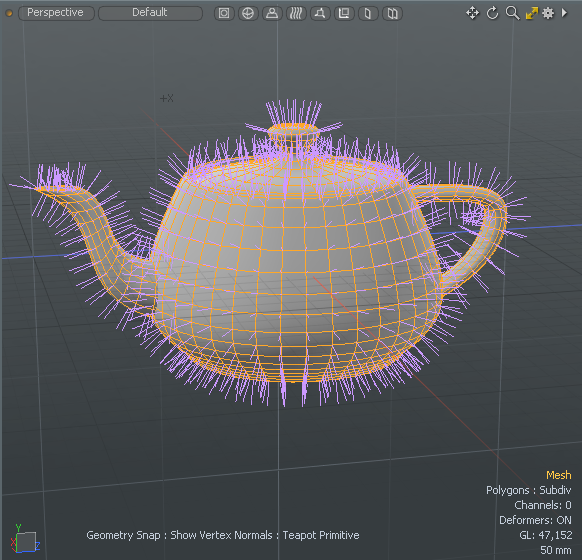 Perspective
Default
+X
Mesh
Polygons : Subdiv
Channels: 0
Deformers: ON
GL: 47,152
50 mm
Geometry Snap : Show Vertex Normals : Teapot Primitive
Y
X
Z